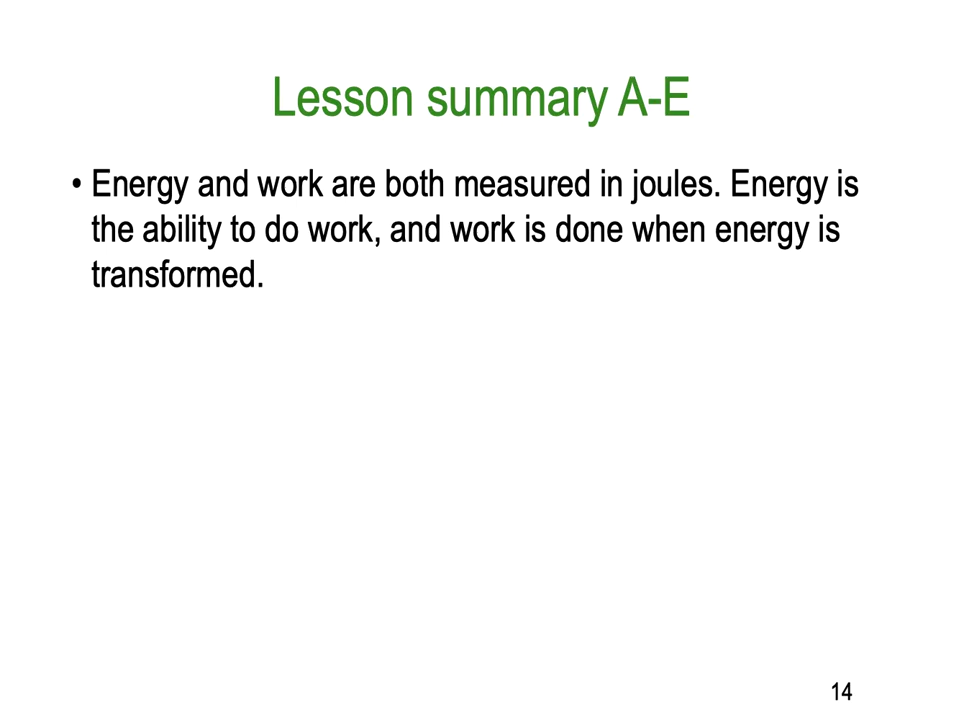 Lesson summary A-E
• Energy and work are both measured in joules. Energy is
the ability to do work, and work is done when energy is
transformed.
14